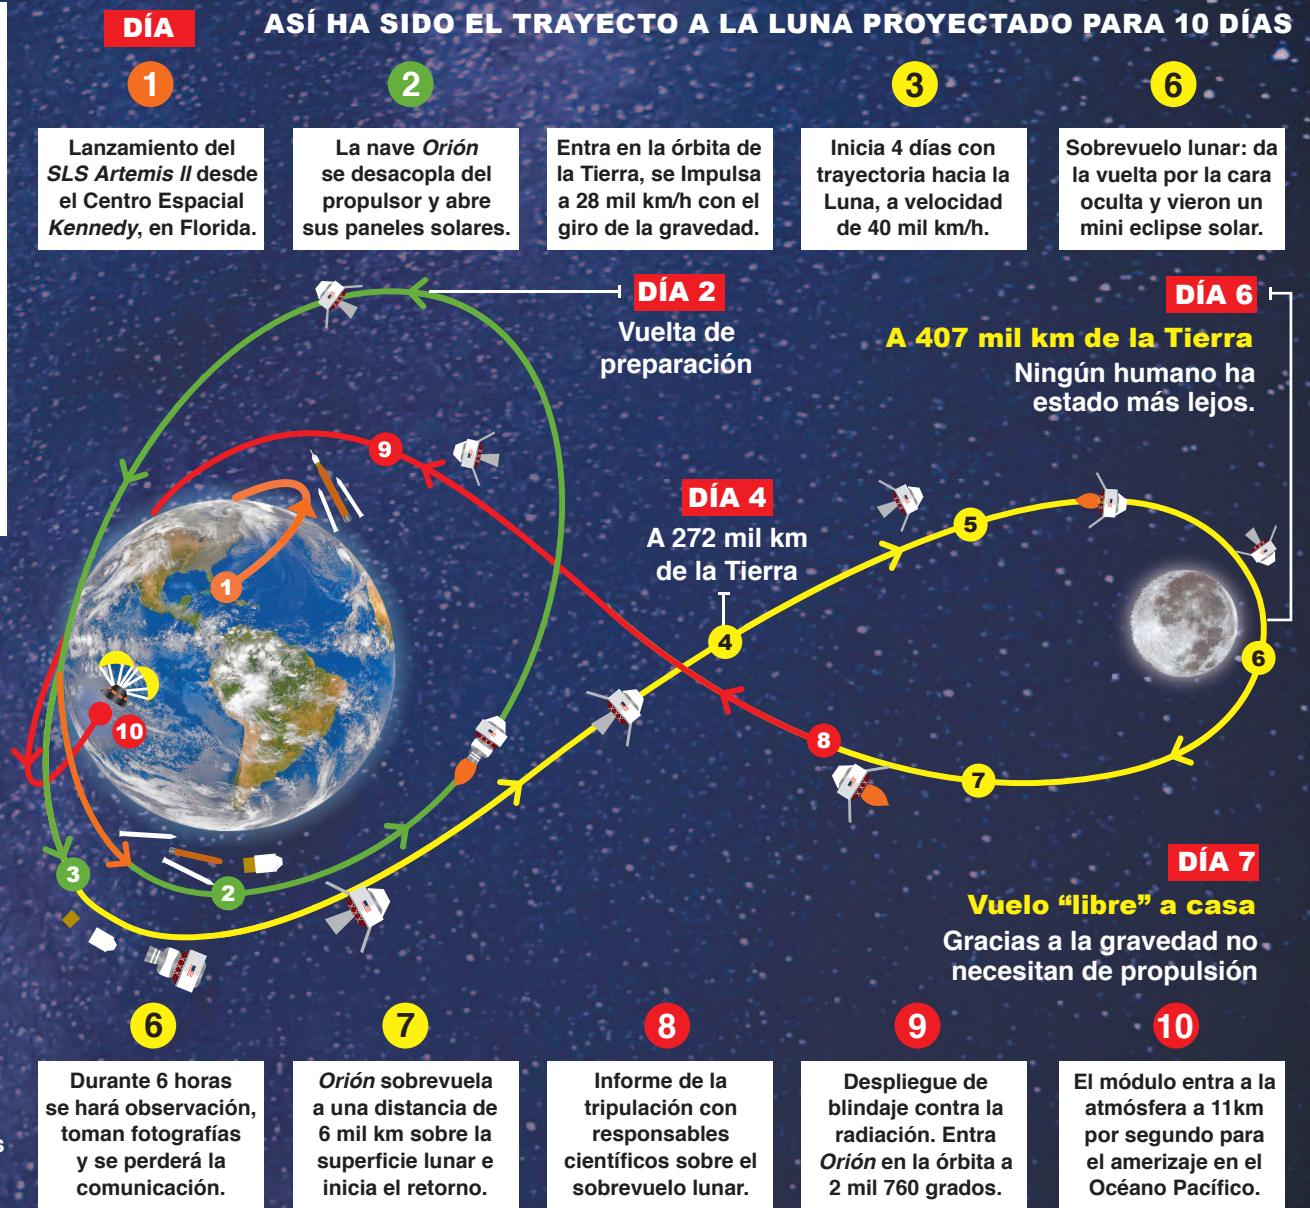 DÍA
ASÍ HA SIDO EL TRAYECTO A LA LUNA PROYECTADO PARA 10 DÍAS
1
Lanzamiento del
SLS Artemis II desde
el Centro Espacial
Kennedy, en Florida.
2
La nave Orión
se desacopla del
propulsor y abre
sus paneles solares.
Entra en la órbita de
la Tierra, se Impulsa
a 28 mil km/h con el
giro de la gravedad.
3
Inicia 4 días con
trayectoria hacia la
Luna, a velocidad
de 40 mil km/h.
6
Sobrevuelo lunar: da
la vuelta por la cara
oculta y vieron un
mini eclipse solar.
DÍA 2
Vuelta de
preparación
DÍA 6
A 407 mil km de la Tierra
Ningún humano ha
estado más lejos.
9
DÍA 4
A 272 mil km
de la Tierra
5
1
4
6
10
8
7
3
2
DÍA 7
Vuelo “libre” a casa
Gracias a la gravedad no
necesitan de propulsión
6
Durante 6 horas
se hará observación,
toman fotografías
y se perderá la
comunicación.
7
Orión sobrevuela
a una distancia de
6 mil km sobre la
superficie lunar e
inicia el retorno.
8
Informe de la
tripulación con
responsables
científicos sobre el
sobrevuelo lunar.
9
Despliegue de
blindaje contra la
radiación. Entra
Orión en la órbita a
2 mil 760 grados.
10
El módulo entra a la
atmósfera a 11km
por segundo para
el amerizaje en el
Océano Pacífico.